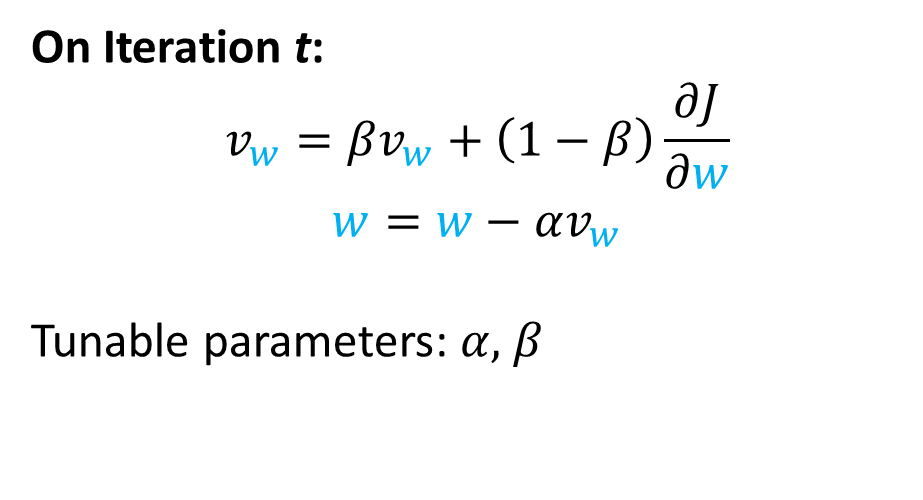 On Iteration t:
v_w = βv_w + (1 − β) ∂J/∂w
w = w − αv_w
Tunable parameters: α, β